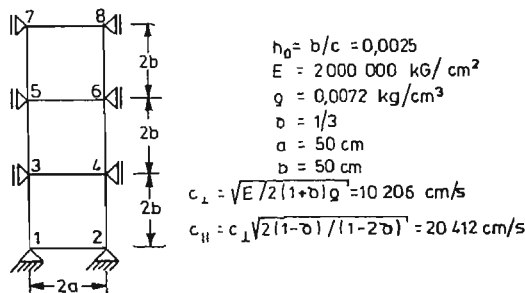 7 8
5 6
3 4
1 2
2b
2b
2b
2a
h₀= b/c = 0,0025
E = 2 000 000 kG/cm²
ϱ = 0,0072 kg/cm³
ʋ = 1/3
a = 50 cm
b = 50 cm
c⊥ = √E/2(1+ʋ)ϱ = 10 206 cm/s
c∥ = c⊥√2(1-ʋ)/(1-2ʋ) = 20 412 cm/s